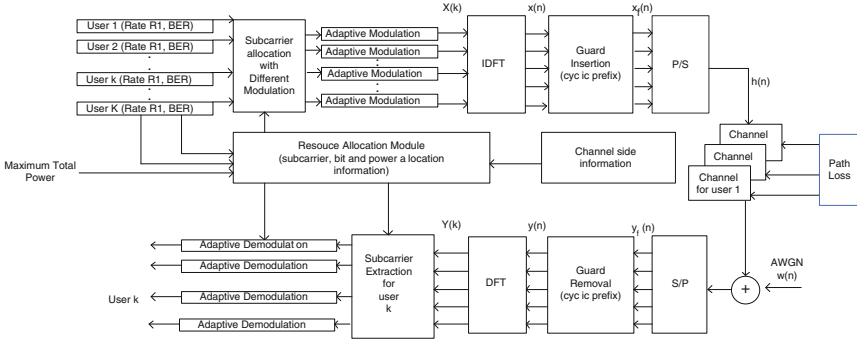 User 1 (Rate R1, BER)
User 2 (Rate R1, BER)
User k (Rate R1, BER)
User K (Rate R1, BER)
Subcarrier
allocation
with
Different
Modulation
Adaptive Modulation
Adaptive Modulation
Adaptive Modulation
Adaptive Modulation
X(k)
IDFT
x(n)
Guard
Insertion
(cyc ic prefix)
x_f(n)
P/S
h(n)
Resouce Allocation Module
(subcarrier, bit and power a location
information)
Channel side
information
Maximum Total
Power
Channel
Channel
Channel
for user 1
Path
Loss
Adaptive Demodulat on
Adaptive Demodulation
Adaptive Demodulation
Adaptive Demodulation
User k
Subcarrier
Extraction
for
user
k
Y(k)
DFT
y(n)
Guard
Removal
(cyc ic prefix)
y_f (n)
S/P
+
AWGN
w(n)